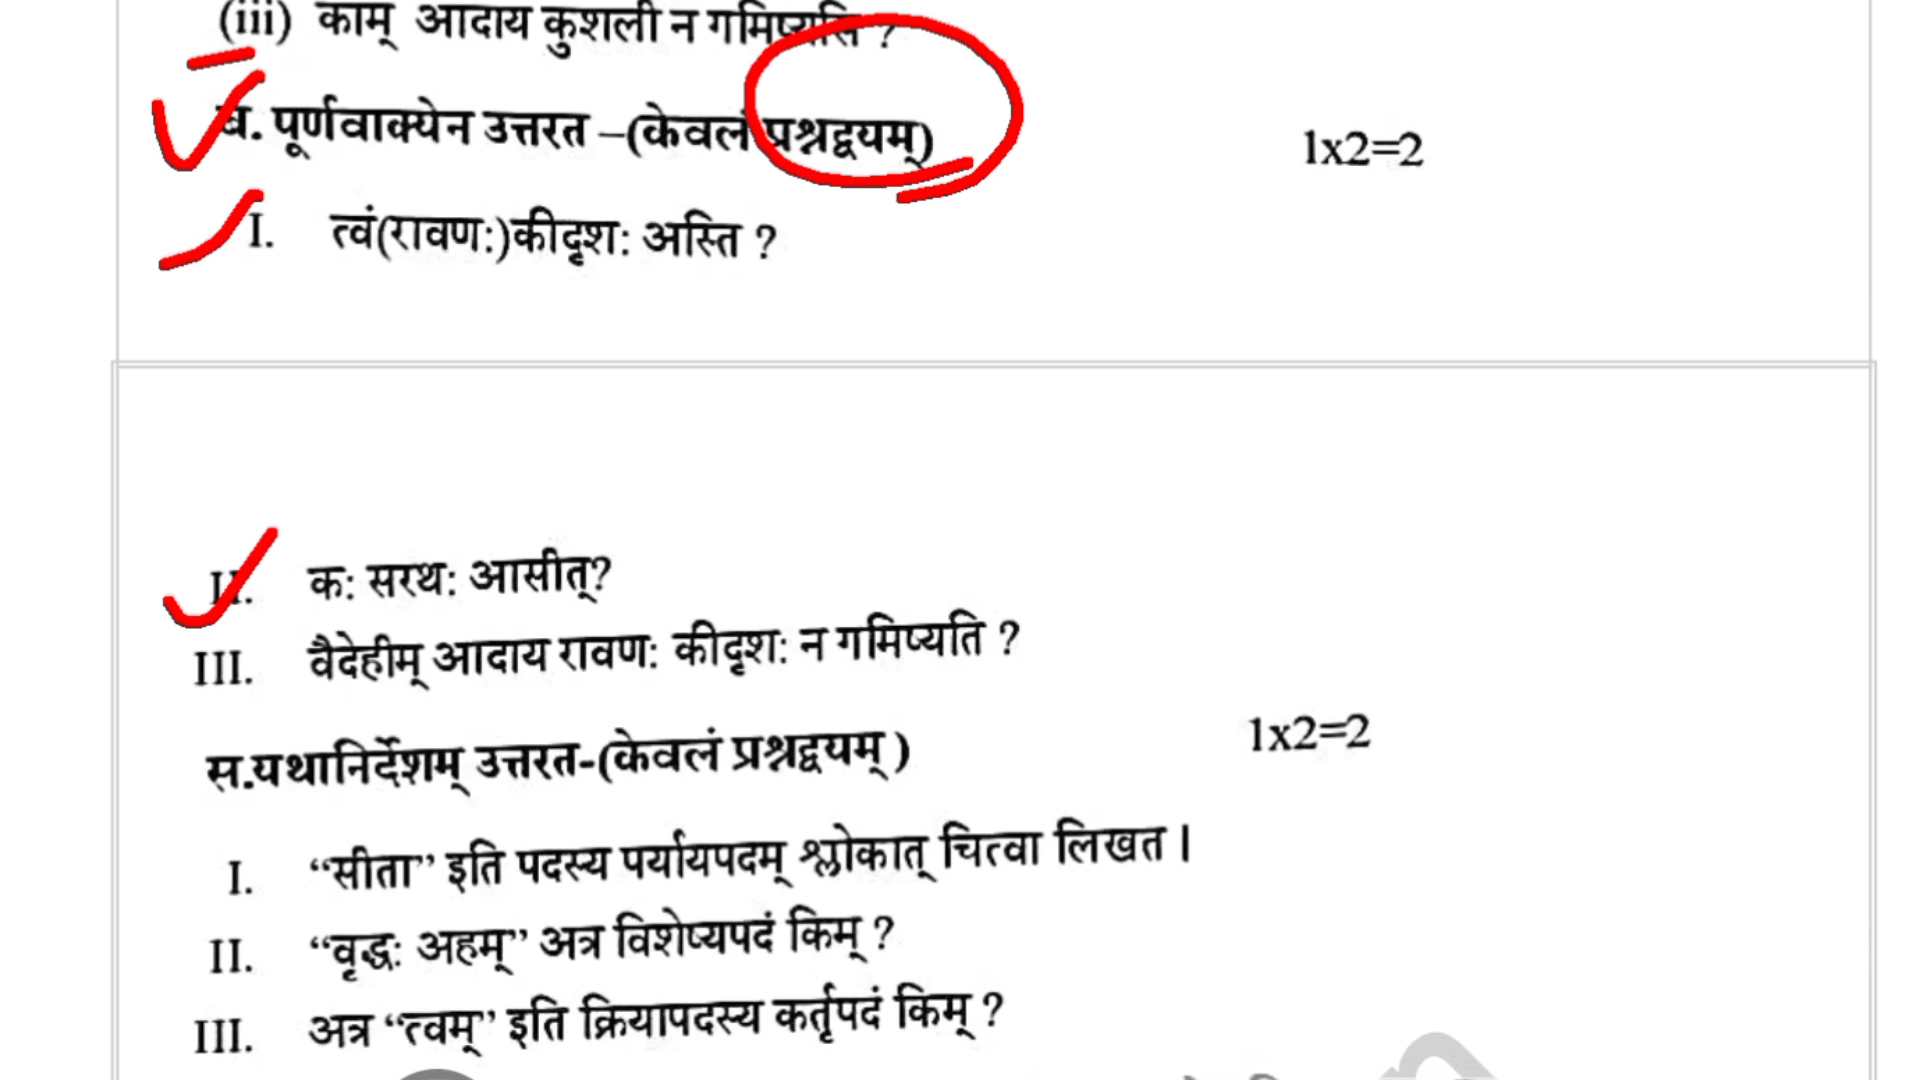 (iii) काम् आदाय कुशली न गमिष्यसि ?
ब. पूर्णवाक्येन उत्तरत –(केवलं प्रश्नद्वयम्) 1x2=2
I. त्वं(रावण:)कीदृश: अस्ति ?
II. क: सरथ: आसीत्?
III. वैदेहीम् आदाय रावण: कीदृश: न गमिष्यति ?
स.यथानिर्देशम् उत्तरत-(केवलं प्रश्नद्वयम् ) 1x2=2
I. “सीता” इति पदस्य पर्यायपदम् श्लोकात् चित्वा लिखत ।
II. “वृद्ध: अहम्” अत्र विशेष्यपदं किम् ?
III. अत्र “त्वम्” इति क्रियापदस्य कर्तृपदं किम् ?